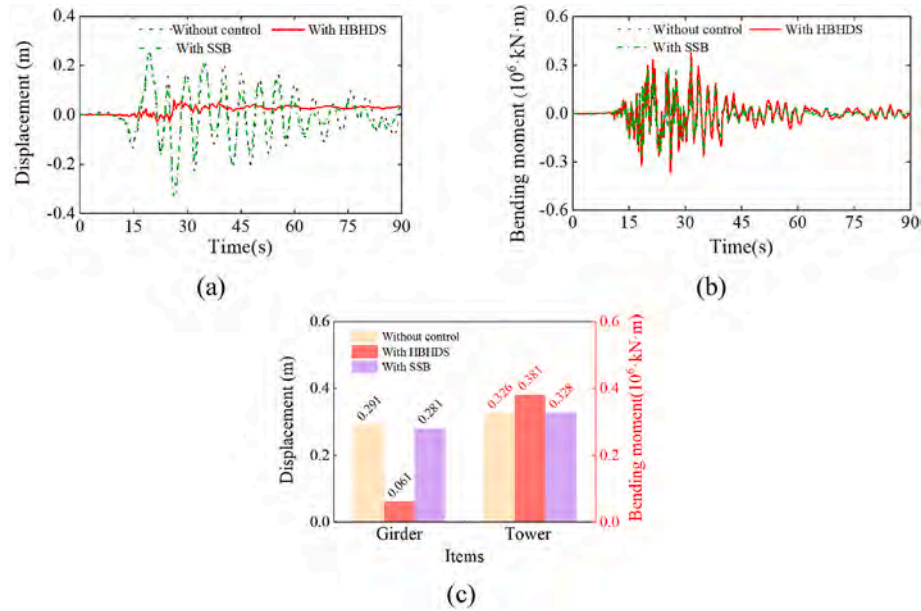 Without control
With HBHDS
With SSB
Displacement (m)
0.4
0.2
0.0
-0.2
-0.4
0
15
30
45
60
75
90
Time(s)
(a)
Without control
With HBHDS
With SSB
Bending moment (10⁶·kN·m)
0.6
0.3
0.0
-0.3
-0.6
0
15
30
45
60
75
90
Time(s)
(b)
Without control
With HBHDS
With SSB
Displacement (m)
0.6
0.4
0.2
0.0
0.291
0.061
0.281
0.326
0.381
0.328
0.6
0.4
0.2
0.0
Bending moment(10⁶·kN·m)
Girder
Tower
Items
(c)